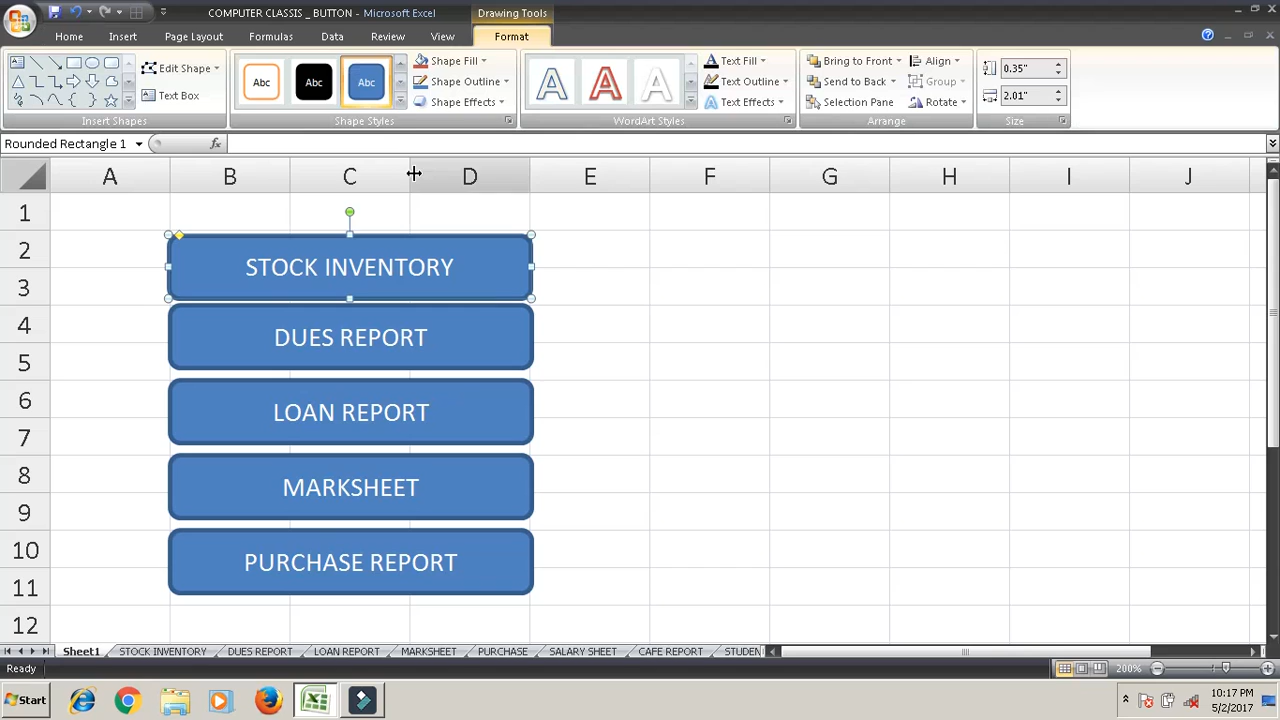 COMPUTER CLASSIS _ BUTTON - Microsoft Excel
Drawing Tools
Home Insert Page Layout Formulas Data Review View Format
Edit Shape
Text Box
Insert Shapes
Abc Abc Abc
Shape Fill
Shape Outline
Shape Effects
Shape Styles
A A A
Text Fill
Text Outline
Text Effects
WordArt Styles
Bring to Front
Send to Back
Selection Pane
Align
Group
Rotate
Arrange
0.35"
2.01"
Size
Rounded Rectangle 1
fx
A B C D E F G H I J
1
2
3
4
5
6
7
8
9
10
11
12
STOCK INVENTORY
DUES REPORT
LOAN REPORT
MARKSHEET
PURCHASE REPORT
Sheet1 STOCK INVENTORY DUES REPORT LOAN REPORT MARKSHEET PURCHASE SALARY SHEET CAFE REPORT STUDEN
Ready
200%
Start
10:17 PM
5/2/2017